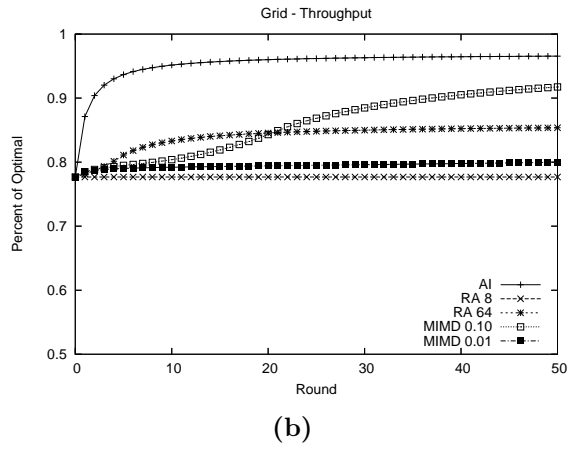 Grid - Throughput
1
0.9
0.8
0.7
0.6
0.5
Percent of Optimal
AI
RA 8
RA 64
MIMD 0.10
MIMD 0.01
0 10 20 30 40 50
Round
(b)